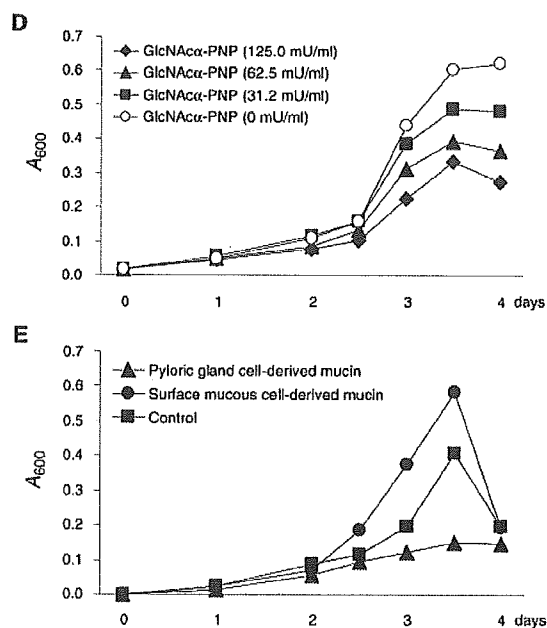 D
GlcNAcα-PNP (125.0 mU/ml)
GlcNAcα-PNP (62.5 mU/ml)
GlcNAcα-PNP (31.2 mU/ml)
GlcNAcα-PNP (0 mU/ml)
A600
0.7
0.6
0.5
0.4
0.3
0.2
0.1
0.0
0 1 2 3 4 days
E
Pyloric gland cell-derived mucin
Surface mucous cell-derived mucin
Control
A600
0.7
0.6
0.5
0.4
0.3
0.2
0.1
0.0
0 1 2 3 4 days